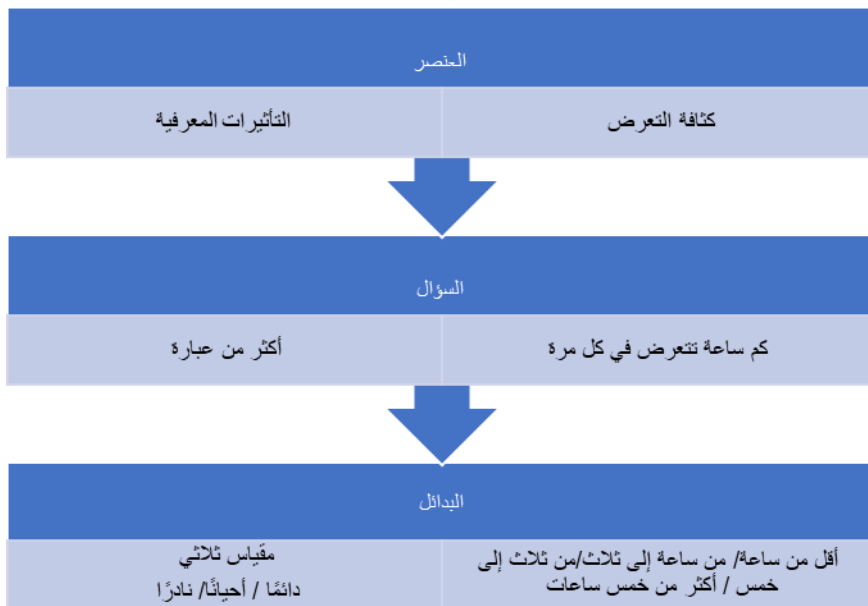 العنصر
كثافة التعرض
التأثيرات المعرفية
السؤال
كم ساعة تتعرض في كل مرة
أكثر من عبارة
البدائل
أقل من ساعة/ من ساعة إلى ثلاث/من ثلاث إلى
خمس / أكثر من خمس ساعات
مقياس ثلاثي
دائمًا / أحيانًا/ نادرًا